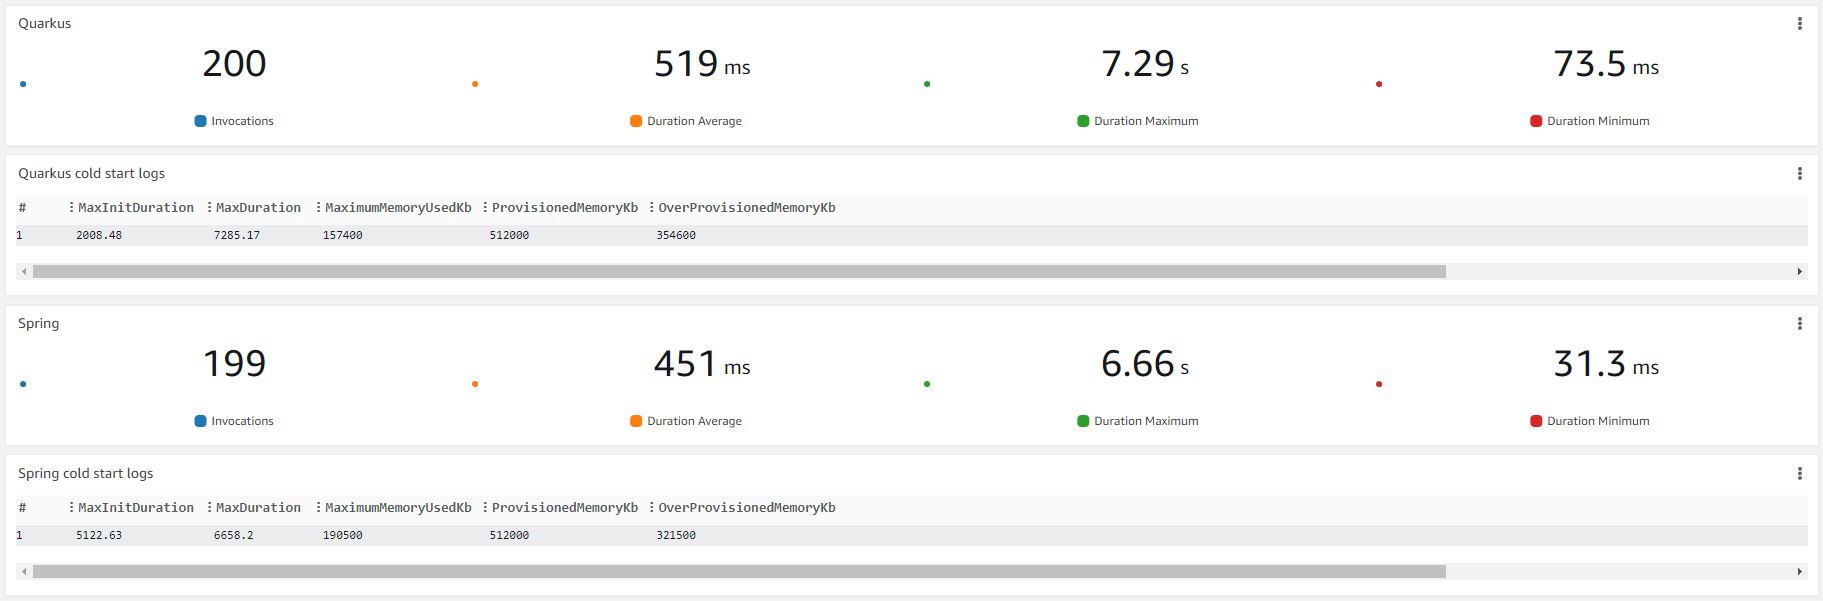 Quarkus
200 519 ms 7.29 s 73.5 ms
Invocations Duration Average Duration Maximum Duration Minimum
Quarkus cold start logs
# MaxInitDuration MaxDuration MaximumMemoryUsedKb ProvisionedMemoryKb OverProvisionedMemoryKb
1 2008.48 7285.17 157400 512000 354600
Spring
199 451 ms 6.66 s 31.3 ms
Invocations Duration Average Duration Maximum Duration Minimum
Spring cold start logs
# MaxInitDuration MaxDuration MaximumMemoryUsedKb ProvisionedMemoryKb OverProvisionedMemoryKb
1 5122.63 6658.2 190500 512000 321500